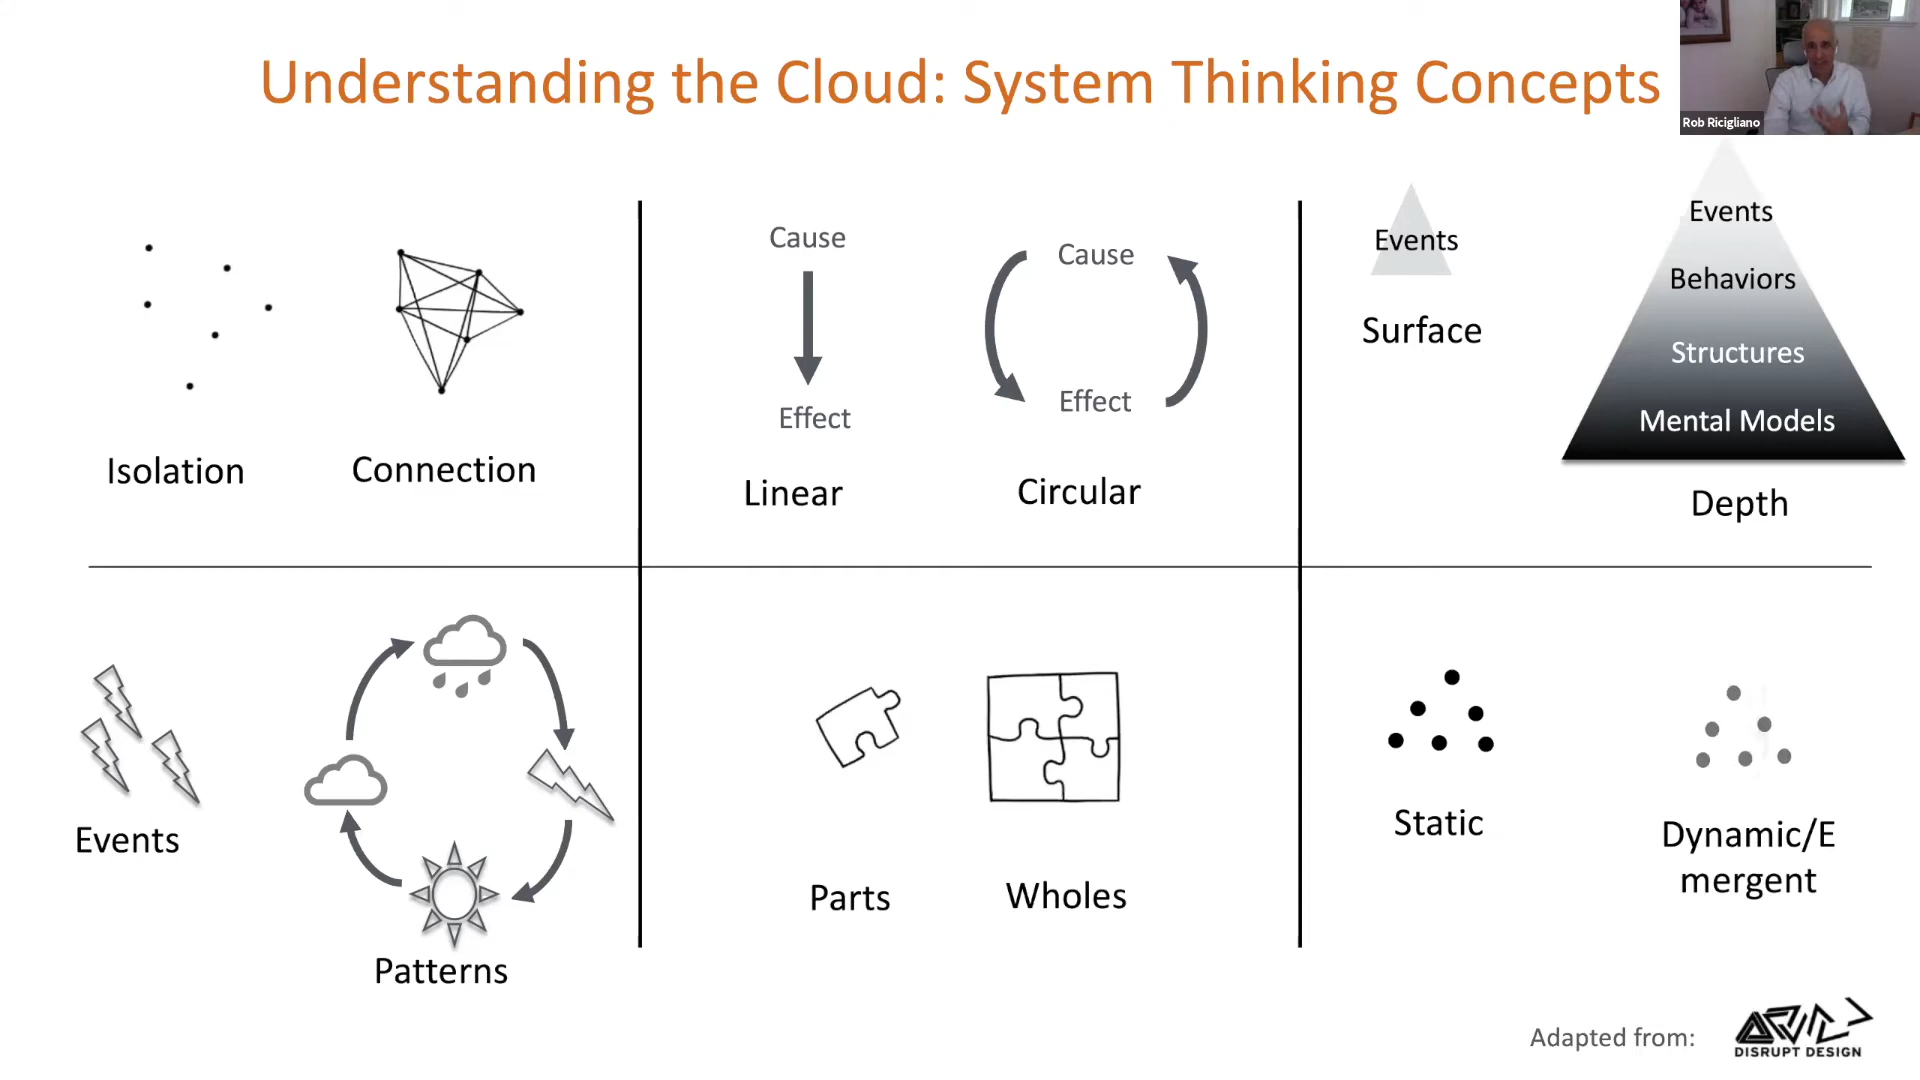 Understanding the Cloud: System Thinking Concepts
Rob Ricigliano
Isolation
Connection
Cause
Effect
Linear
Cause
Effect
Circular
Events
Surface
Events
Behaviors
Structures
Mental Models
Depth
Events
Patterns
Parts
Wholes
Static
Dynamic/E
mergent
Adapted from:
DISRUPT DESIGN